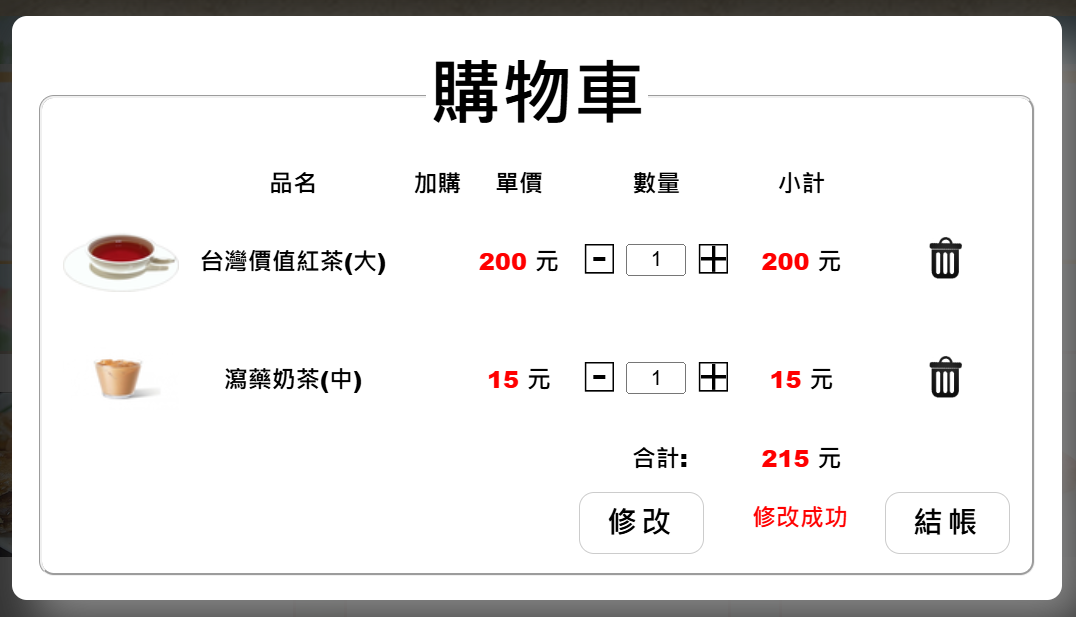 購物車
品名 加購 單價 數量 小計
台灣價值紅茶(大) 200 元 - 1 + 200 元
瀉藥奶茶(中) 15 元 - 1 + 15 元
合計: 215 元
修改 修改成功 結帳